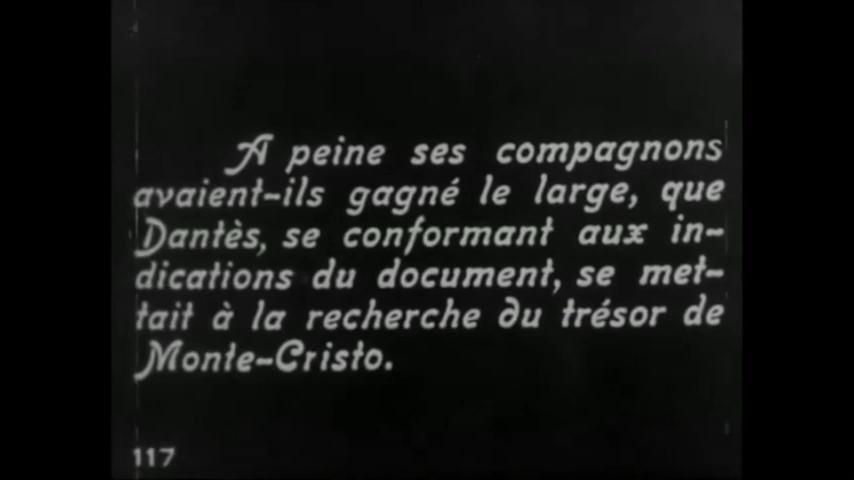 A peine ses compagnons
avaient-ils gagné le large, que
Dantès, se conformant aux in-
dications du document, se met-
tait à la recherche du trésor de
Monte-Cristo.
117